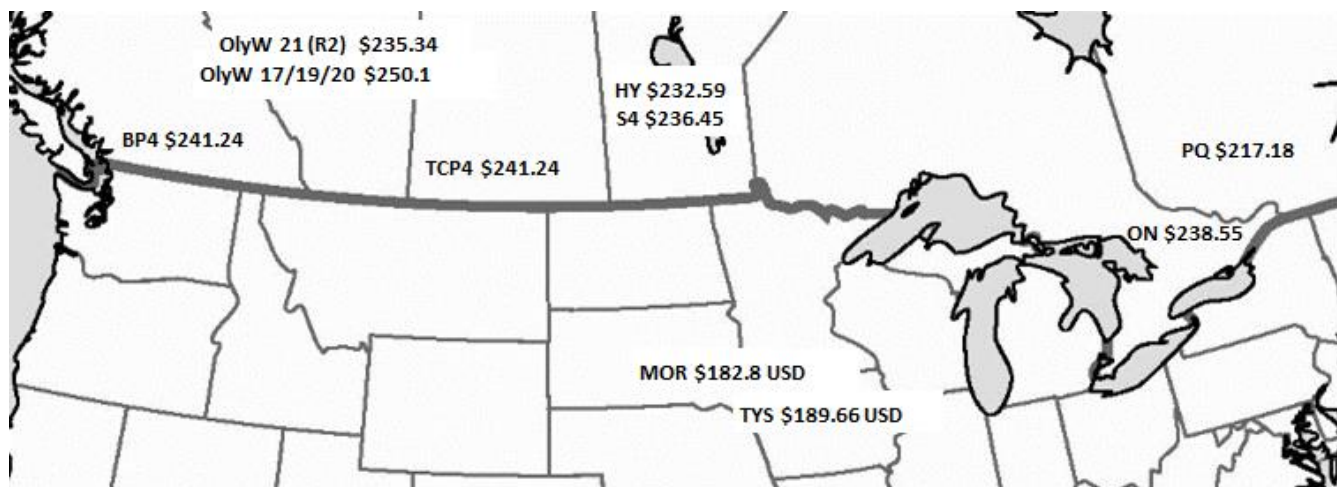 OlyW 21 (R2) $235.34
OlyW 17/19/20 $250.1
HY $232.59
S4 $236.45
BP4 $241.24
TCP4 $241.24
PQ $217.18
ON $238.55
MOR $182.8 USD
TYS $189.66 USD